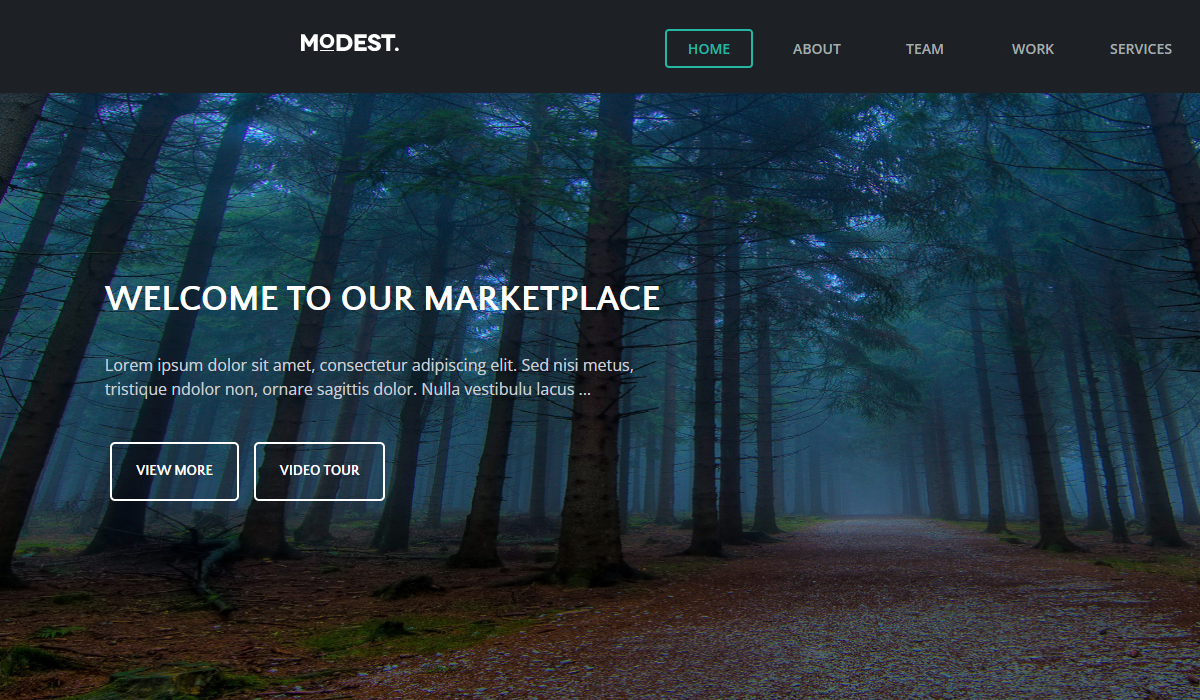 MODEST.
HOME
ABOUT
TEAM
WORK
SERVICES
WELCOME TO OUR MARKETPLACE
Lorem ipsum dolor sit amet, consectetur adipiscing elit. Sed nisi metus,
tristique ndolor non, ornare sagittis dolor. Nulla vestibulu lacus ...
VIEW MORE
VIDEO TOUR